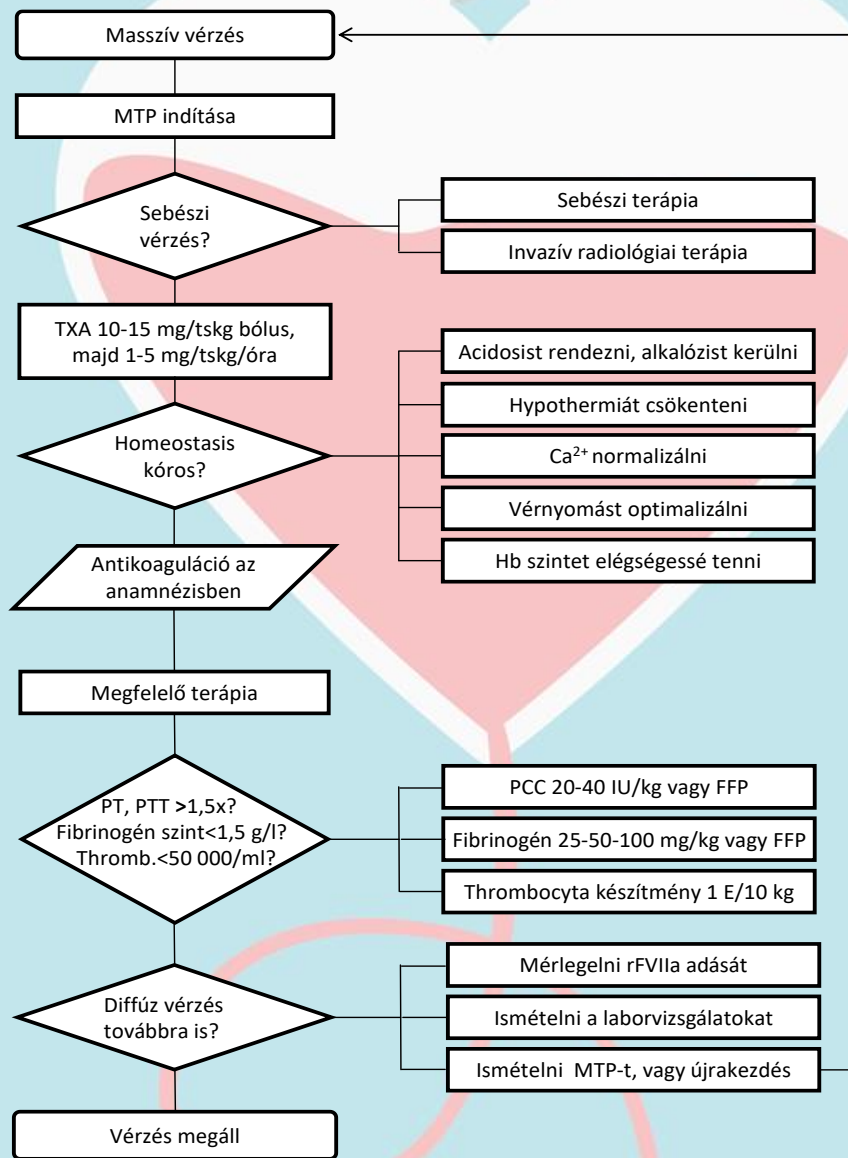 Masszív vérzés
MTP indítása
Sebészi
vérzés?
Sebészi terápia
Invazív radiológiai terápia
TXA 10-15 mg/tskg bólus,
majd 1-5 mg/tskg/óra
Homeostasis
kóros?
Acidosist rendezni, alkalózist kerülni
Hypothermiát csökenteni
Ca²⁺ normalizálni
Vérnyomást optimalizálni
Hb szintet elégségessé tenni
Antikoaguláció az
anamnézisben
Megfelelő terápia
PT, PTT >1,5x?
Fibrinogén szint<1,5 g/l?
Thromb.<50 000/ml?
PCC 20-40 IU/kg vagy FFP
Fibrinogén 25-50-100 mg/kg vagy FFP
Thrombocyta készítmény 1 E/10 kg
Diffúz vérzés
továbbra is?
Mérlegelni rFVIIa adását
Ismételni a laborvizsgálatokat
Ismételni MTP-t, vagy újrakezdés
Vérzés megáll